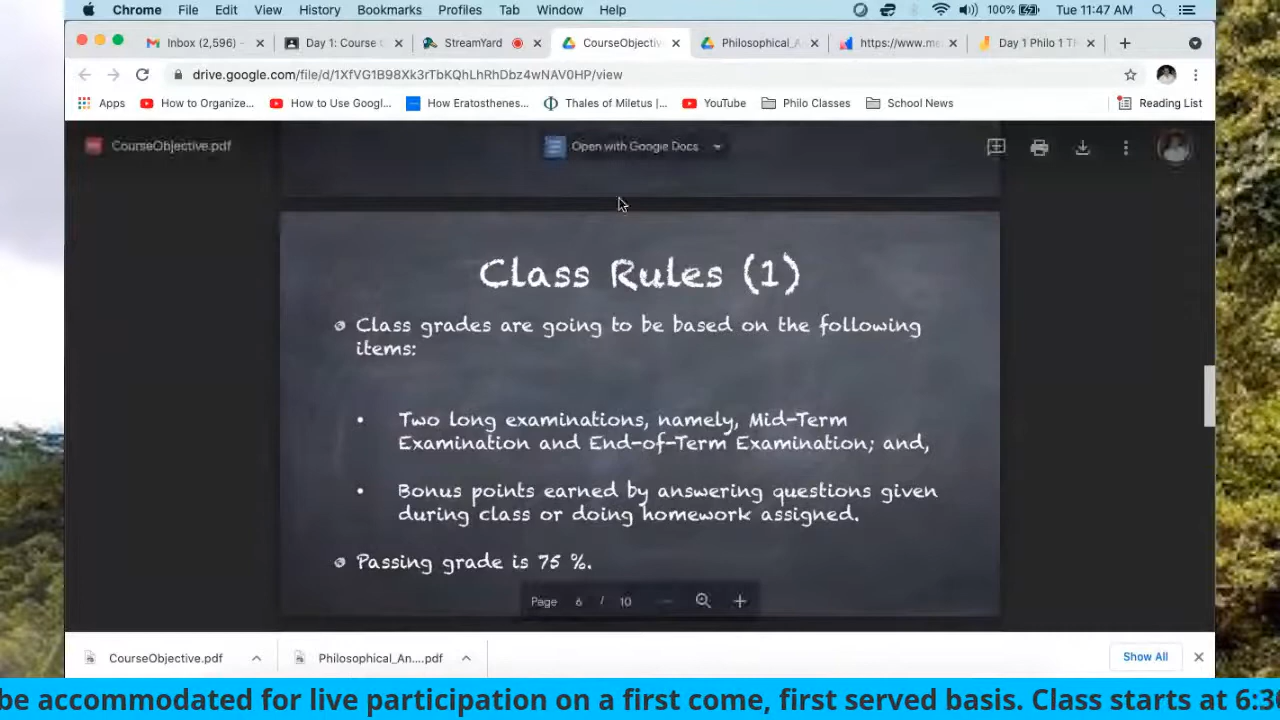 Chrome File Edit View History Bookmarks Profiles Tab Window Help 100% Tue 11:47 AM
Inbox (2,596) - Day 1: Course StreamYard CourseObjective Philosophical_A https://www.me Day 1 Philo 1
drive.google.com/file/d/1XfVG1B98Xk3rTbKQhLhRhDbz4wNAV0HP/view
Apps How to Organize... How to Use Googl... How Eratosthenes... Thales of Miletus |... YouTube Philo Classes School News Reading List
CourseObjective.pdf Open with Google Docs
Class Rules (1)
Class grades are going to be based on the following
items:
• Two long examinations, namely, Mid-Term
Examination and End-of-Term Examination; and,
• Bonus points earned by answering questions given
during class or doing homework assigned.
Passing grade is 75 %.
Page 6 / 10
CourseObjective.pdf Philosophical_An....pdf Show All
be accommodated for live participation on a first come, first served basis. Class starts at 6:30